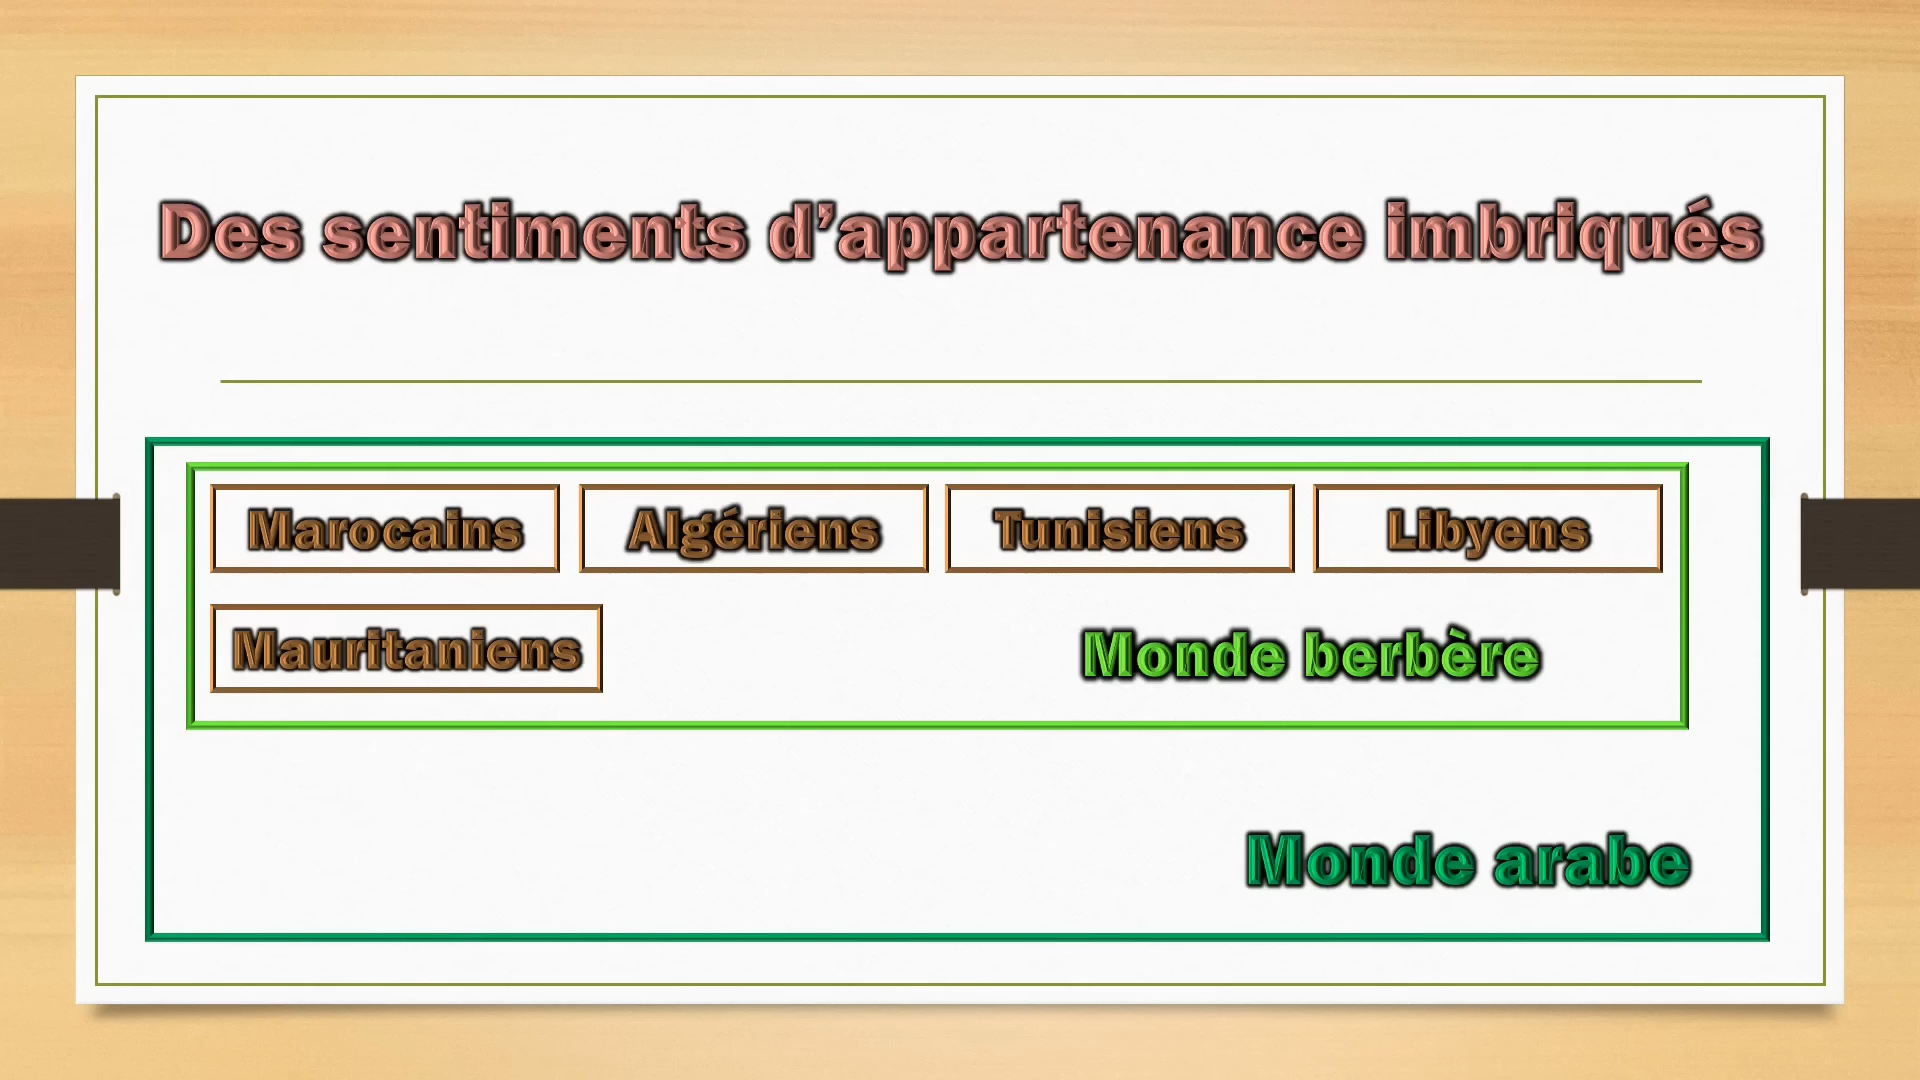 Des sentiments d’appartenance imbriqués
Marocains Algériens Tunisiens Libyens
Mauritaniens Monde berbère
Monde arabe